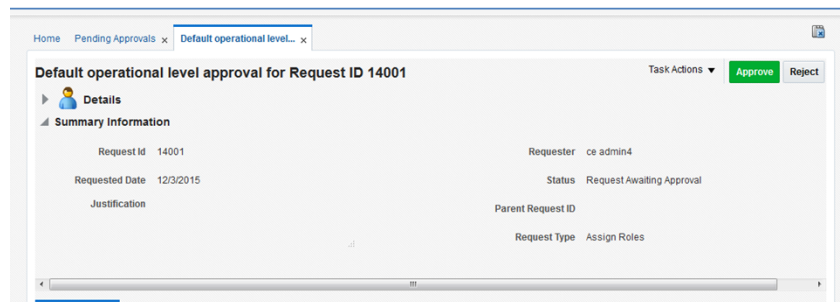 Home Pending Approvals x Default operational level... x
Default operational level approval for Request ID 14001 Task Actions ▼ Approve Reject
Details
Summary Information
Request Id 14001 Requester ce admin4
Requested Date 12/3/2015 Status Request Awaiting Approval
Justification Parent Request ID
Request Type Assign Roles